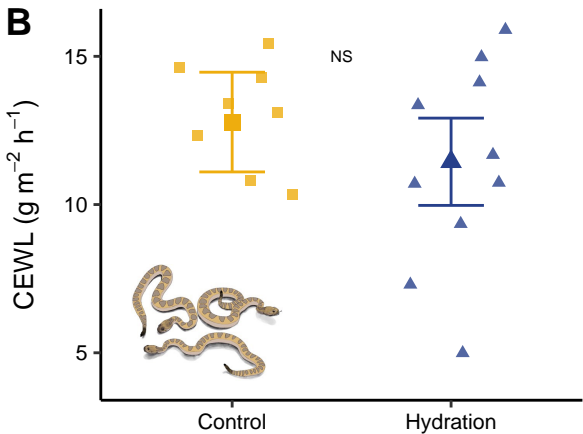 B
NS
15
10
5
CEWL (g m⁻² h⁻¹)
Control
Hydration